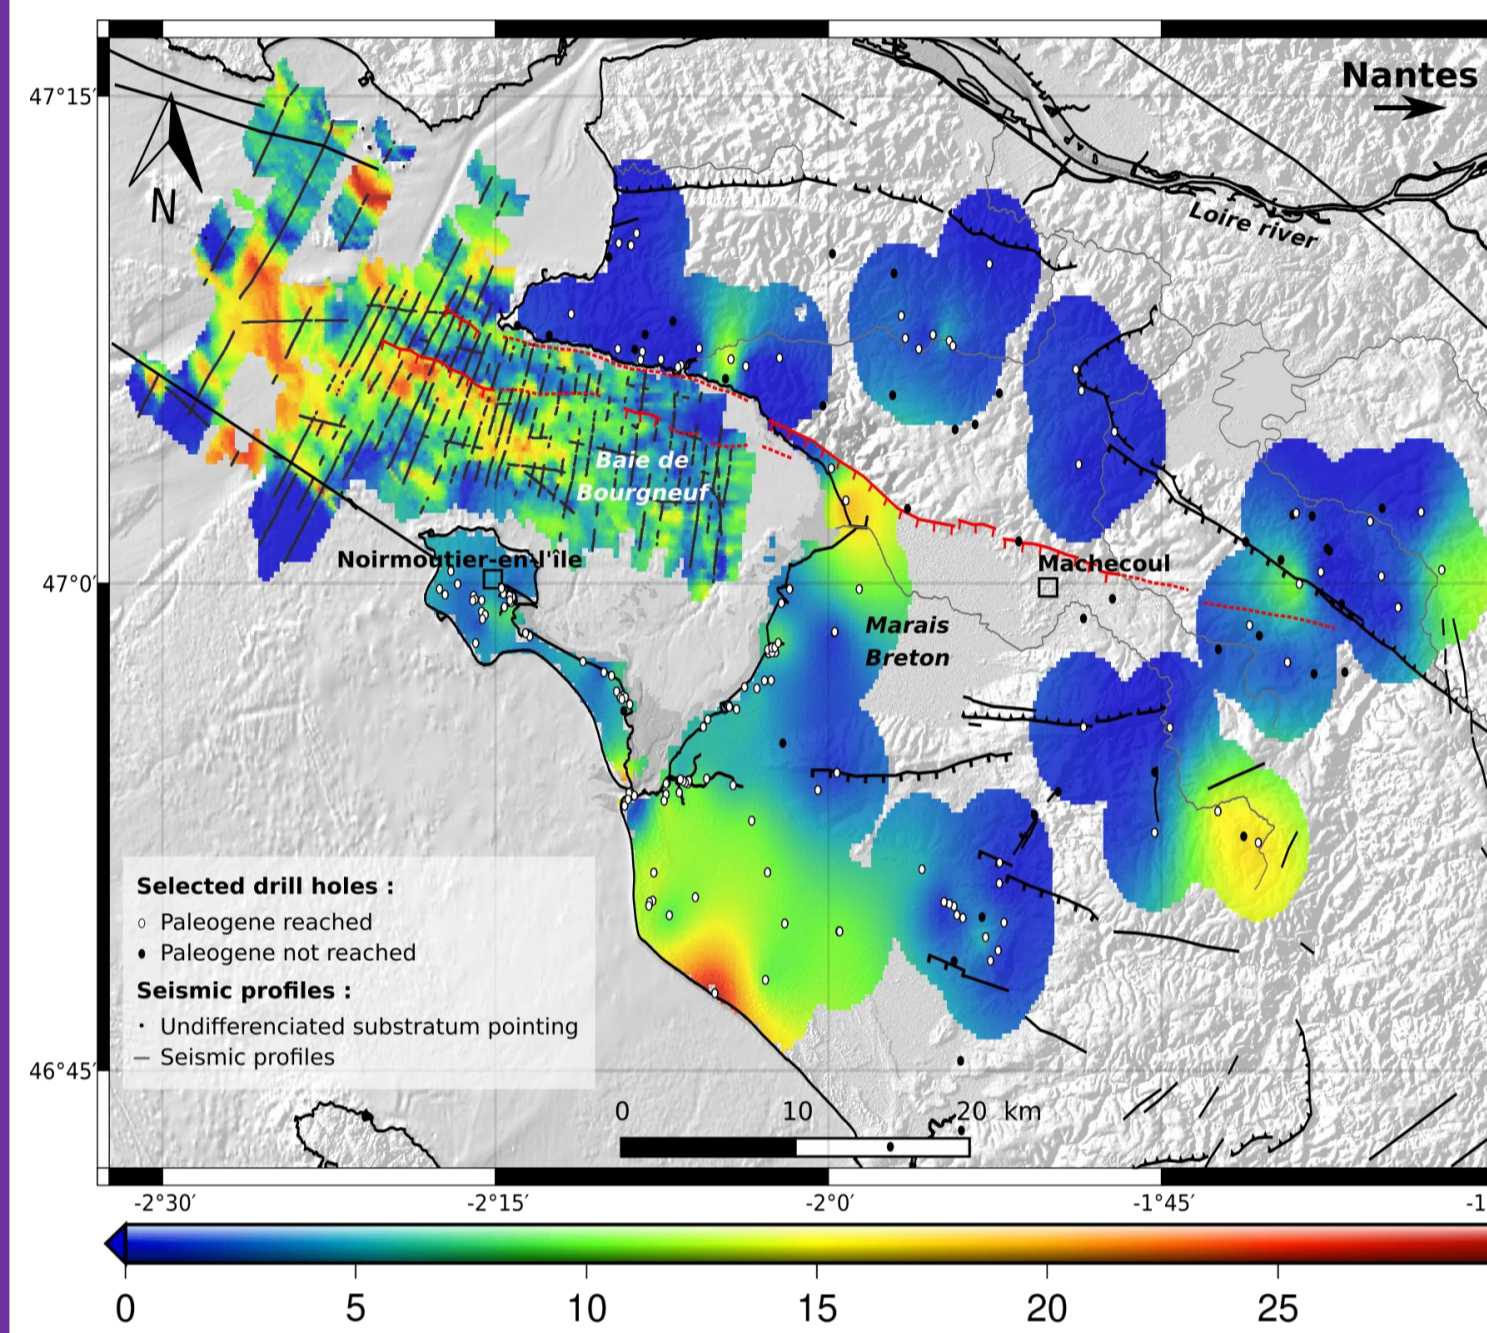 Nantes
47°15'
N
Loire river
Baie de
Bourgneuf
Noirmoutier-en-l'île
47°0'
Machecoul
Marais
Breton
Selected drill holes :
Paleogene reached
Paleogene not reached
Seismic profiles :
Undifferenciated substratum pointing
Seismic profiles
46°45'
0 10 20 km
-2°30' -2°15' -2°0' -1°45' -1
0 5 10 15 20 25